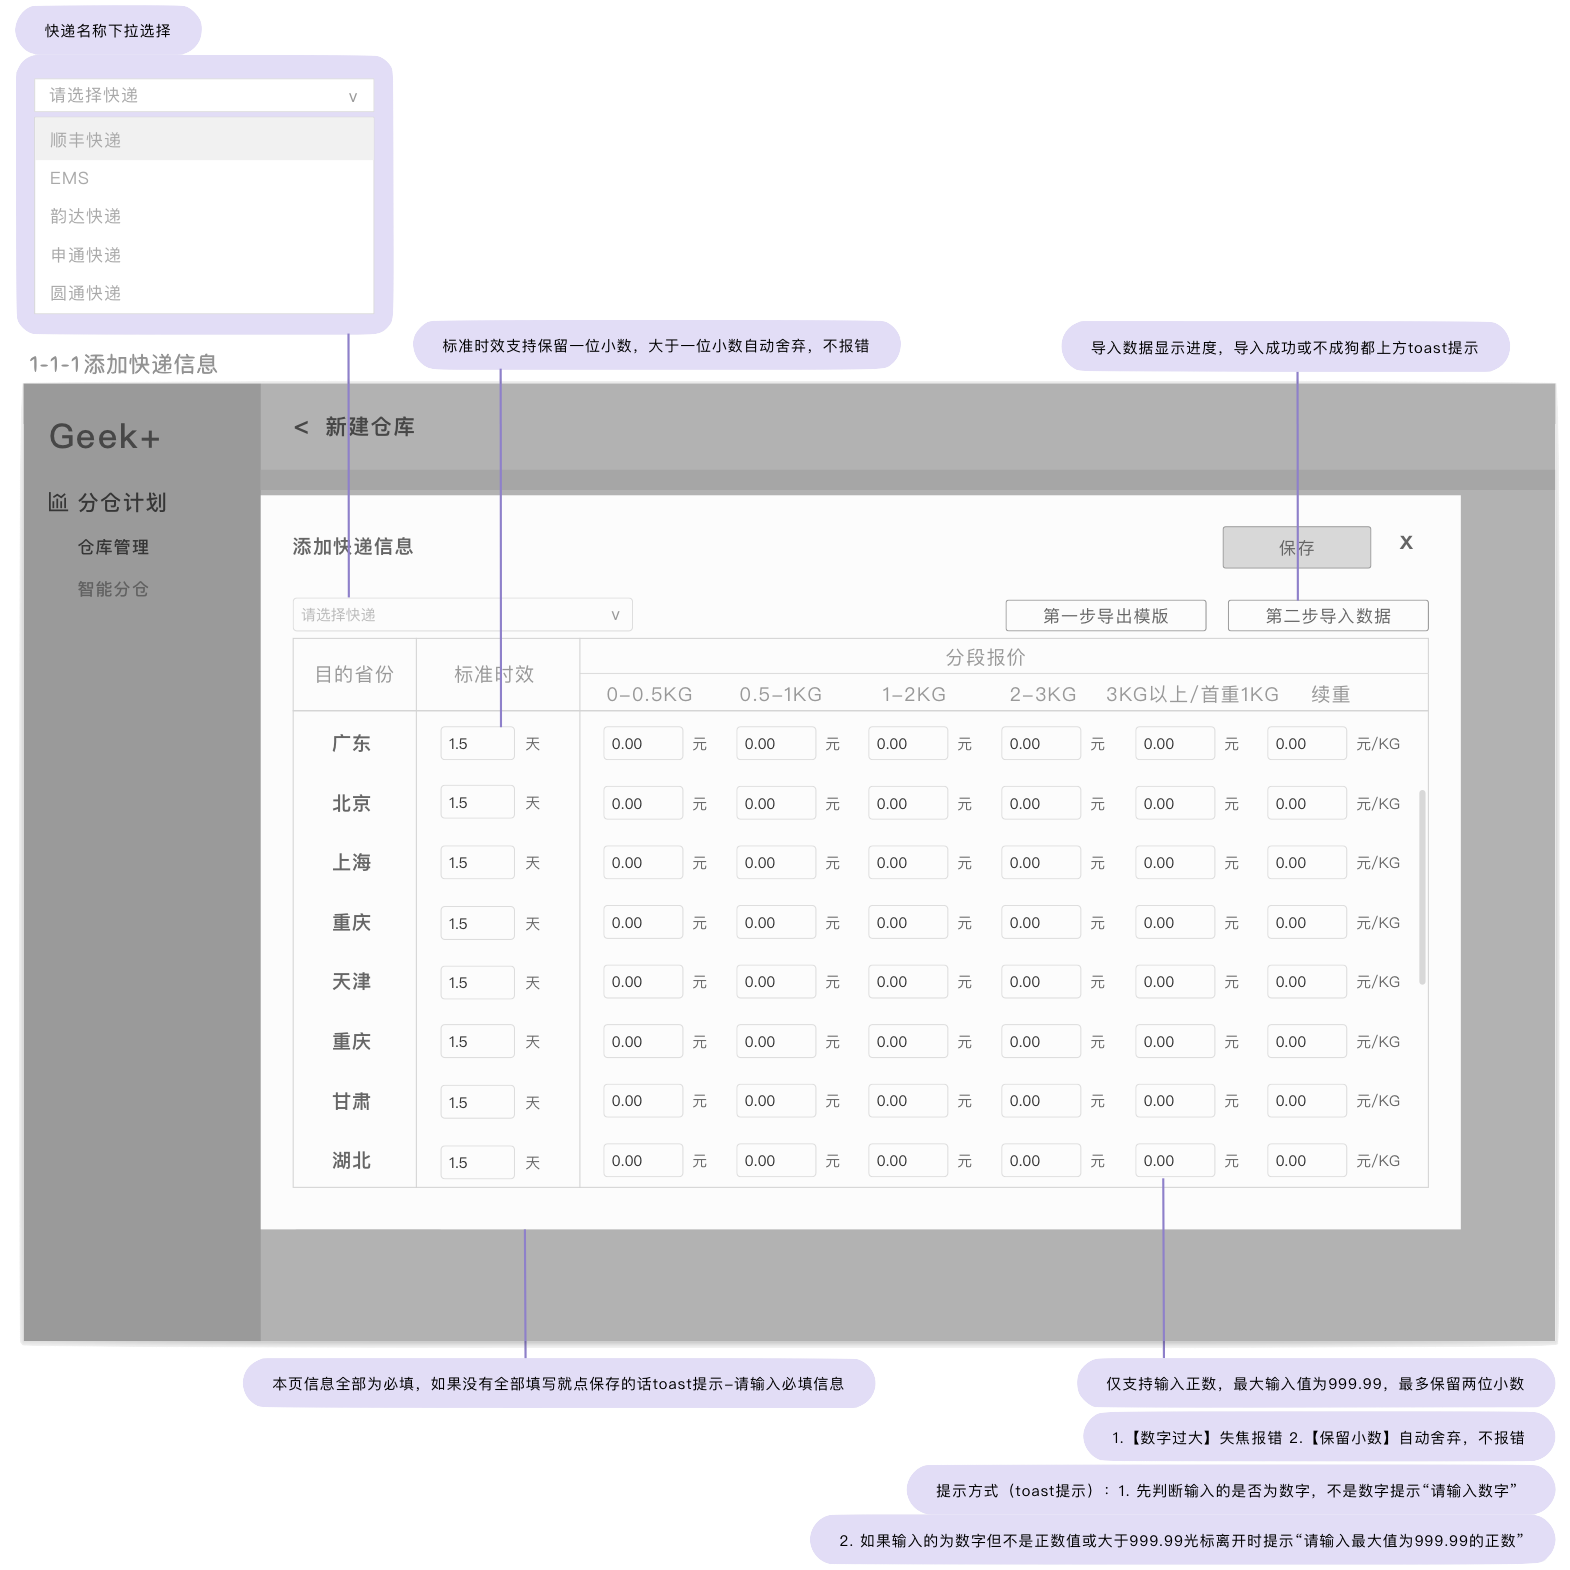 快递名称下拉选择
请选择快递 v
顺丰快递
EMS
韵达快递
申通快递
圆通快递
标准时效支持保留一位小数，大于一位小数自动舍弃，不报错
导入数据显示进度，导入成功或不成狗都上方toast提示
1-1-1添加快递信息
Geek+
< 新建仓库
分仓计划
仓库管理
智能分仓
添加快递信息
保存 X
请选择快递 v
第一步导出模版
第二步导入数据
目的省份 标准时效 分段报价
0-0.5KG 0.5-1KG 1-2KG 2-3KG 3KG以上/首重1KG 续重
广东 1.5 天 0.00 元 0.00 元 0.00 元 0.00 元 0.00 元 0.00 元/KG
北京 1.5 天 0.00 元 0.00 元 0.00 元 0.00 元 0.00 元 0.00 元/KG
上海 1.5 天 0.00 元 0.00 元 0.00 元 0.00 元 0.00 元 0.00 元/KG
重庆 1.5 天 0.00 元 0.00 元 0.00 元 0.00 元 0.00 元 0.00 元/KG
天津 1.5 天 0.00 元 0.00 元 0.00 元 0.00 元 0.00 元 0.00 元/KG
重庆 1.5 天 0.00 元 0.00 元 0.00 元 0.00 元 0.00 元 0.00 元/KG
甘肃 1.5 天 0.00 元 0.00 元 0.00 元 0.00 元 0.00 元 0.00 元/KG
湖北 1.5 天 0.00 元 0.00 元 0.00 元 0.00 元 0.00 元 0.00 元/KG
本页信息全部为必填，如果没有全部填写就点保存的话toast提示-请输入必填信息
仅支持输入正数，最大输入值为999.99，最多保留两位小数
1.【数字过大】失焦报错 2.【保留小数】自动舍弃，不报错
提示方式（toast提示）：1. 先判断输入的是否为数字，不是数字提示“请输入数字”
2. 如果输入的为数字但不是正数值或大于999.99光标离开时提示“请输入最大值为999.99的正数”